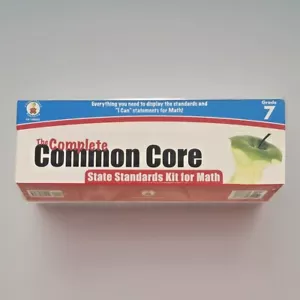 Everything you need to display the standards and
"I Can" statements for Math!
Grade
7
The Complete
Common Core
State Standards Kit for Math